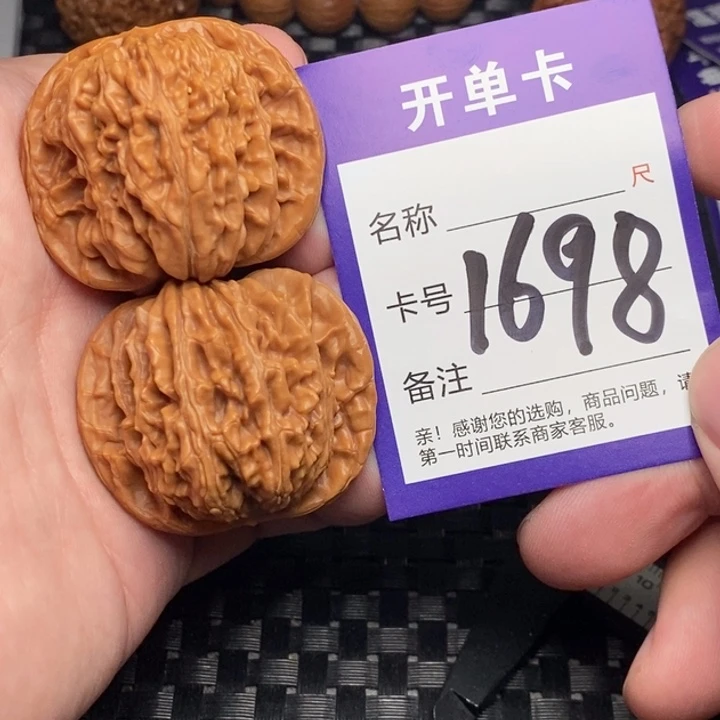 开单卡
名称 尺
卡号 1698
备注
亲！感谢您的选购，商品问题，请
第一时间联系商家客服。
10